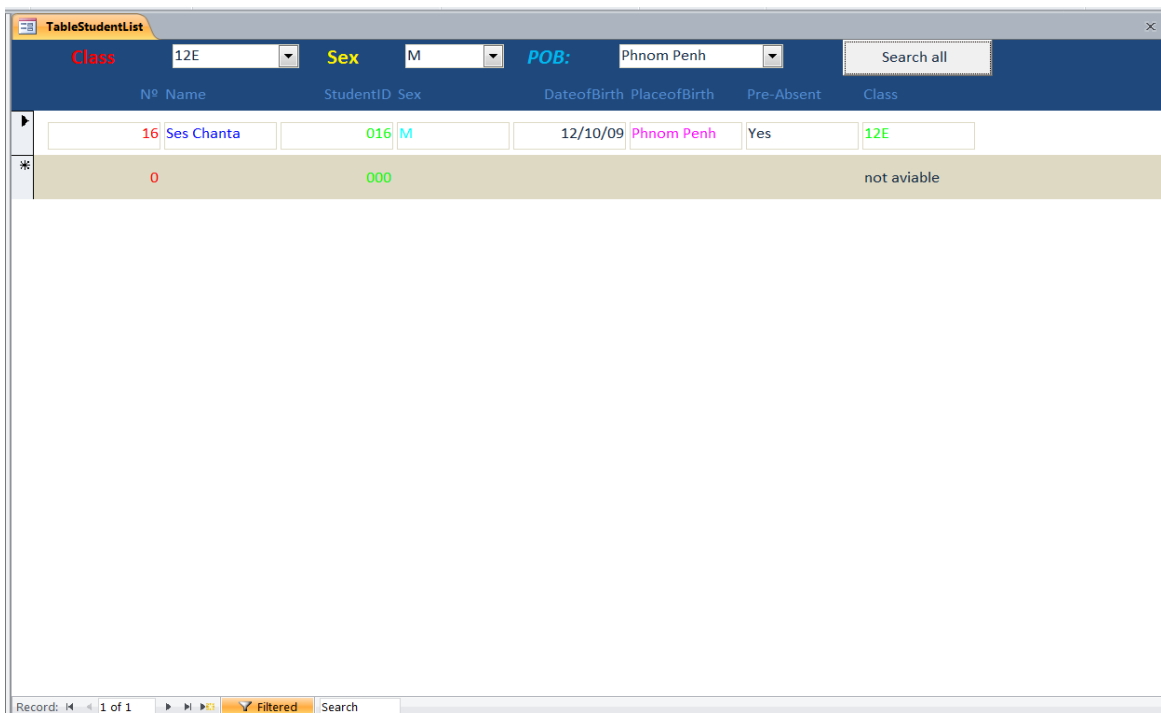 TableStudentList
Class 12E Sex M POB: Phnom Penh Search all
Nº Name StudentID Sex DateofBirth PlaceofBirth Pre-Absent Class
16 Ses Chanta 016 M 12/10/09 Phnom Penh Yes 12E
0 000 not aviable
Record: 1 of 1 Filtered Search